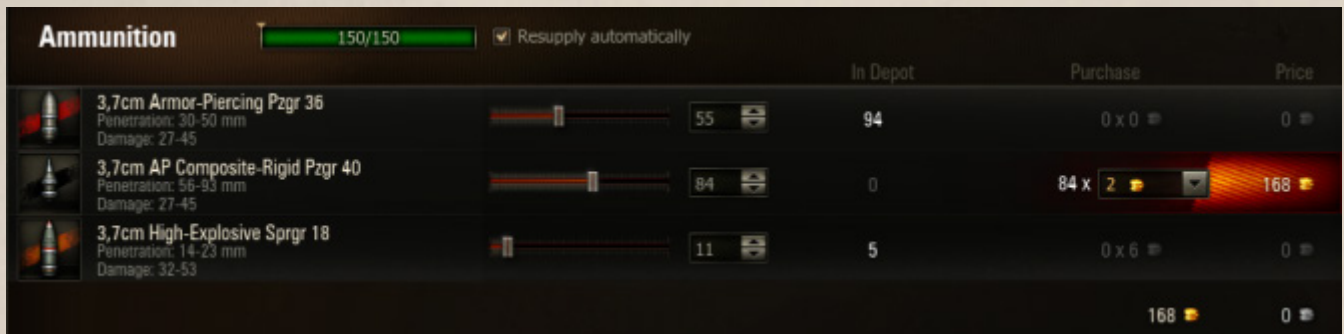 Ammunition 150/150 Resupply automatically
In Depot Purchase Price
3,7cm Armor-Piercing Pzgr 36
Penetration: 30-50 mm
Damage: 27-45
55 94 0 x 0 0
3,7cm AP Composite-Rigid Pzgr 40
Penetration: 56-93 mm
Damage: 27-45
84 0 84 x 2 168
3,7cm High-Explosive Sprgr 18
Penetration: 14-23 mm
Damage: 32-53
11 5 0 x 6 0
168 0